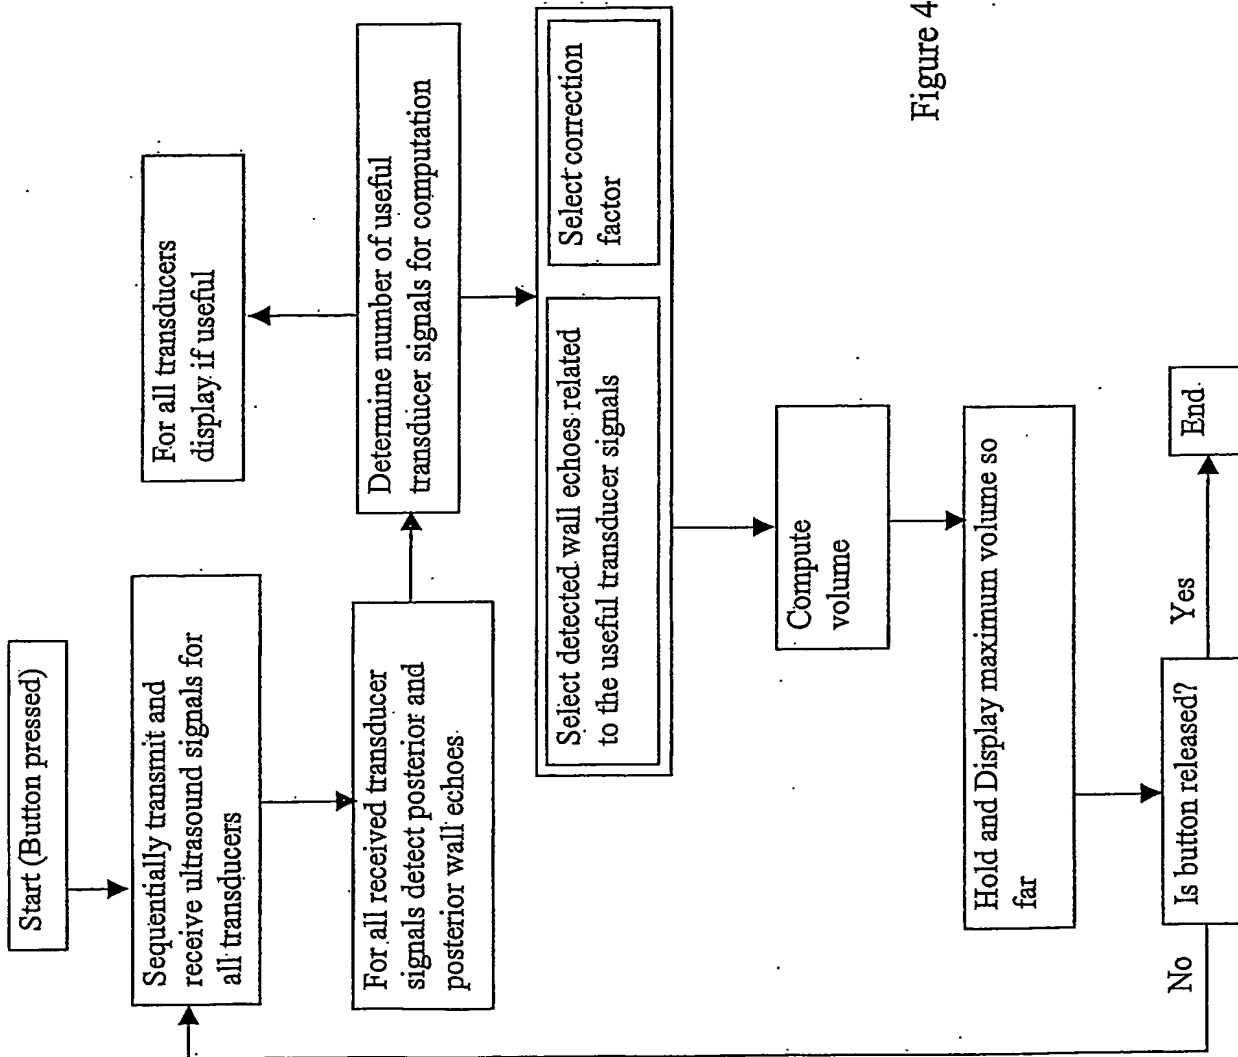 Start (Button pressed)
Sequentially transmit and
receive ultrasound signals for
all transducers
For all received transducer
signals detect posterior and
posterior wall echoes
For all transducers
display if useful
Determine number of useful
transducer signals for computation
Select detected wall echoes related
to the useful transducer signals
Select correction
factor
Compute
volume
Hold and Display maximum volume so
far
Is button released?
No
Yes
End
Figure 4